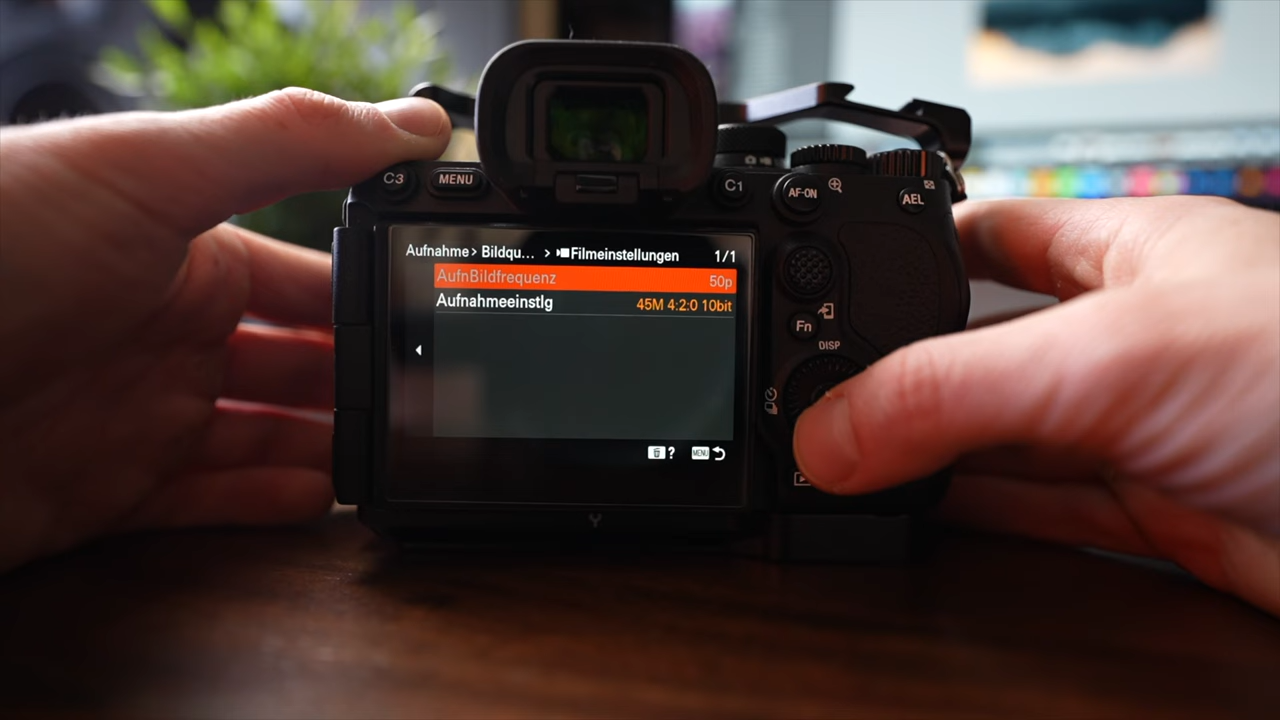 C3 MENU
C1
AF-ON
AEL
Aufnahme> Bildqu... > Filmeinstellungen 1/1
AufnBildfrequenz 50p
Aufnahmeeinstlg 45M 4:2:0 10bit
Fn
DISP
? MENU